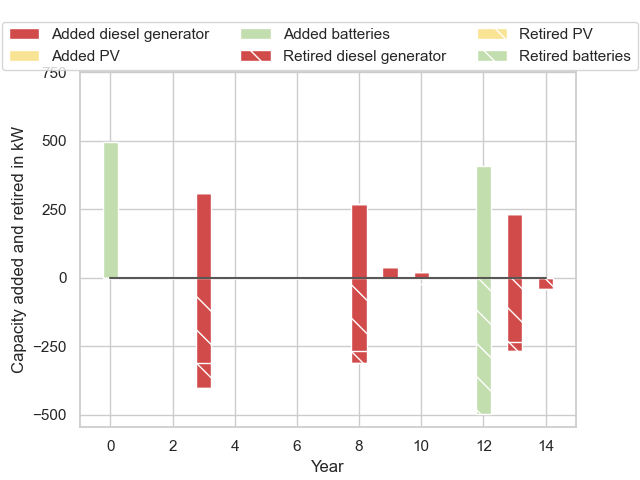 Added diesel generator Added batteries Retired PV
Added PV Retired diesel generator Retired batteries
750
500
250
0
−250
−500
Capacity added and retired in kW
0 2 4 6 8 10 12 14
Year